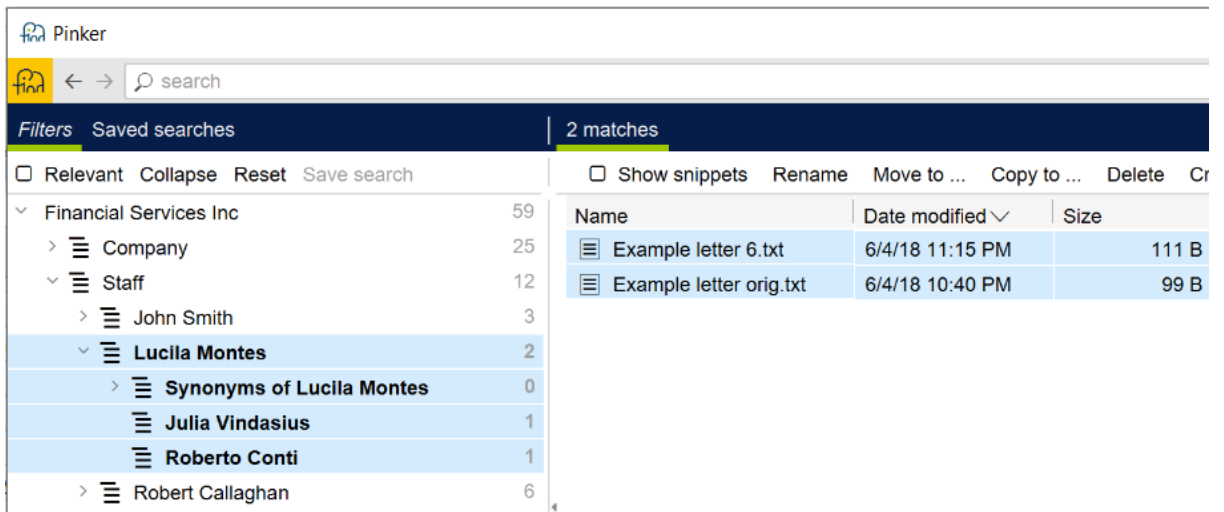 find Pinker
find search
Filters Saved searches 2 matches
Relevant Collapse Reset Save search
Show snippets Rename Move to ... Copy to ... Delete Cr
Financial Services Inc 59
Company 25
Staff 12
John Smith 3
Lucila Montes 2
Synonyms of Lucila Montes 0
Julia Vindasius 1
Roberto Conti 1
Robert Callaghan 6
Name Date modified Size
Example letter 6.txt 6/4/18 11:15 PM 111 B
Example letter orig.txt 6/4/18 10:40 PM 99 B